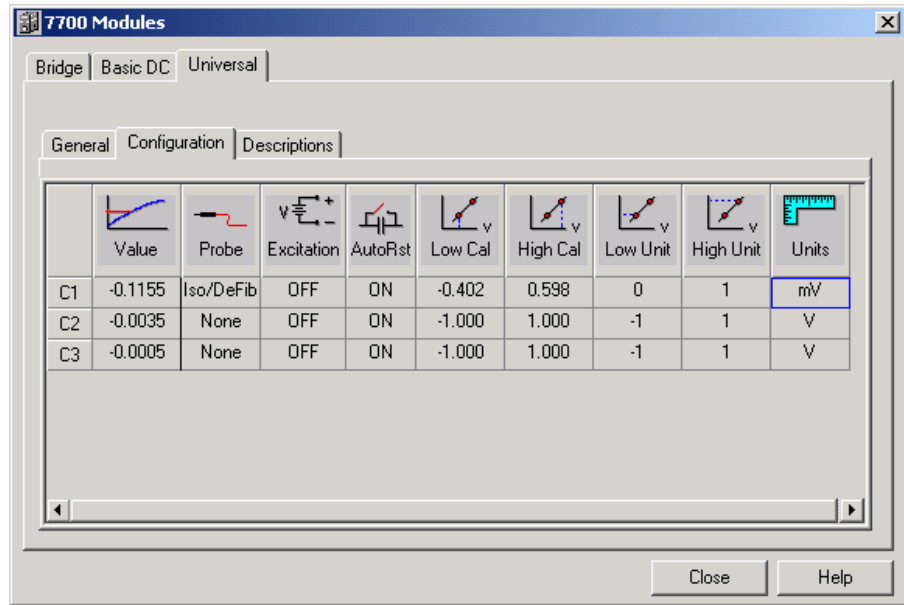 7700 Modules
Bridge Basic DC Universal
General Configuration Descriptions
Value Probe Excitation AutoRst Low Cal High Cal Low Unit High Unit Units
C1 -0.1155 Iso/DeFib OFF ON -0.402 0.598 0 1 mV
C2 -0.0035 None OFF ON -1.000 1.000 -1 1 V
C3 -0.0005 None OFF ON -1.000 1.000 -1 1 V
Close Help